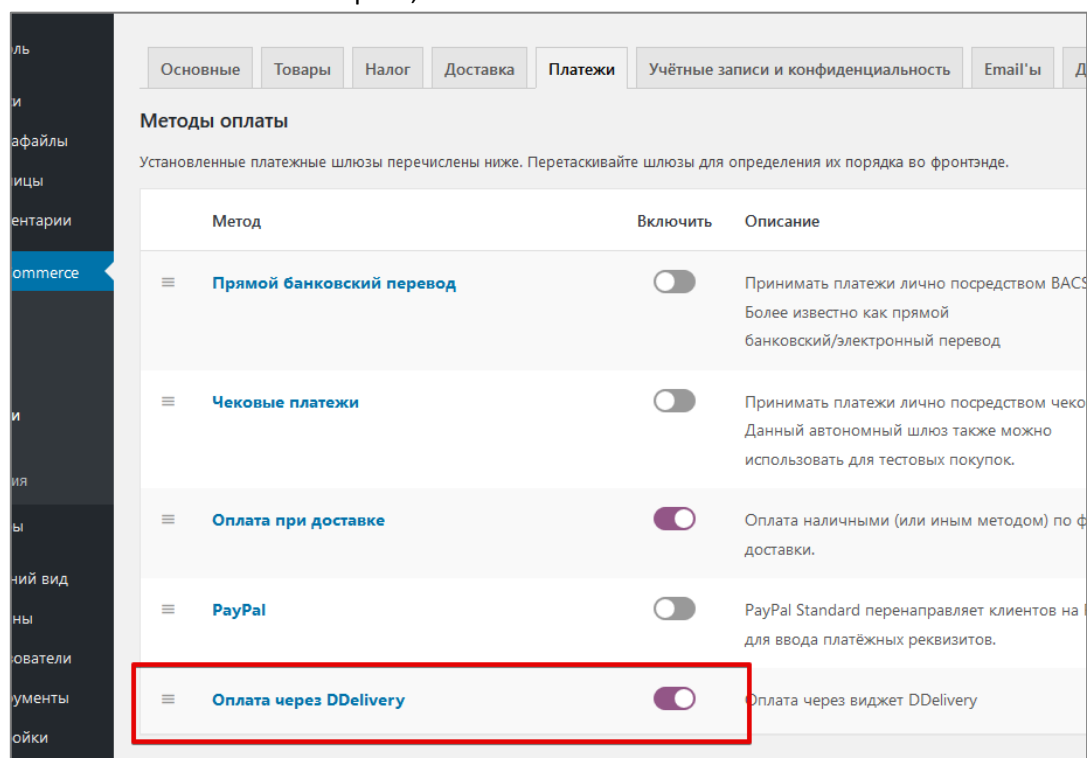 Основные Товары Налог Доставка Платежи Учётные записи и конфиденциальность Email'ы Д
Методы оплаты
Установленные платежные шлюзы перечислены ниже. Перетаскивайте шлюзы для определения их порядка во фронтэнде.
Метод Включить Описание
Прямой банковский перевод
Принимать платежи лично посредством BACS
Более известно как прямой
банковский/электронный перевод
Чековые платежи
Принимать платежи лично посредством чеко
Данный автономный шлюз также можно
использовать для тестовых покупок.
Оплата при доставке
Оплата наличными (или иным методом) по ф
доставки.
PayPal
PayPal Standard перенаправляет клиентов на
для ввода платёжных реквизитов.
Оплата через DDelivery
Оплата через виджет DDelivery
ль
и
афайлы
ицы
ентарии
ommerce
и
ия
ы
ний вид
ны
ователи
ументы
ойки